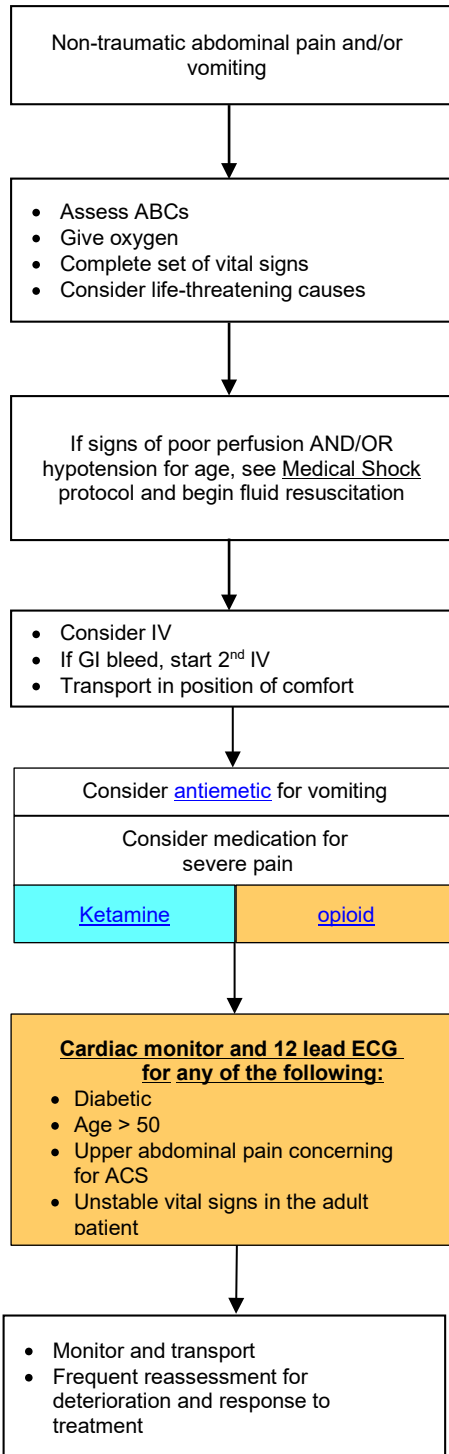 Non-traumatic abdominal pain and/or
vomiting
• Assess ABCs
• Give oxygen
• Complete set of vital signs
• Consider life-threatening causes
If signs of poor perfusion AND/OR
hypotension for age, see Medical Shock
protocol and begin fluid resuscitation
• Consider IV
• If GI bleed, start 2nd IV
• Transport in position of comfort
Consider antiemetic for vomiting
Consider medication for
severe pain
Ketamine
opioid
Cardiac monitor and 12 lead ECG
for any of the following:
• Diabetic
• Age > 50
• Upper abdominal pain concerning
for ACS
• Unstable vital signs in the adult
patient
• Monitor and transport
• Frequent reassessment for
deterioration and response to
treatment